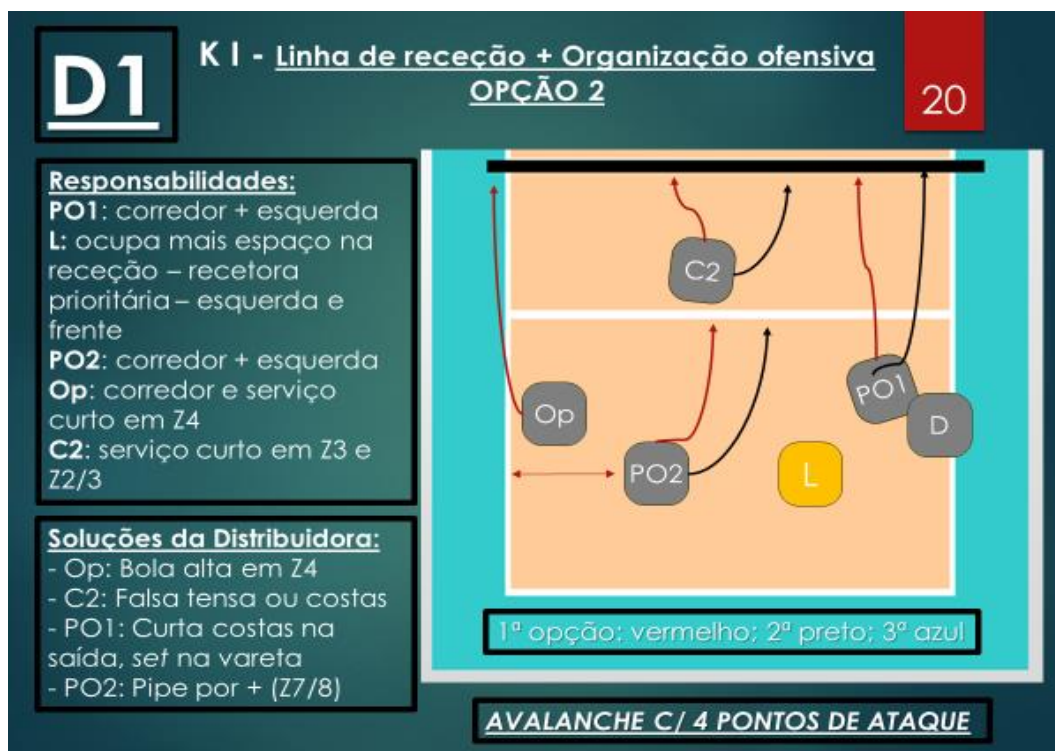 D1
K I - Linha de receção + Organização ofensiva
OPÇÃO 2
20
Responsabilidades:
PO1: corredor + esquerda
L: ocupa mais espaço na
receção – recetora
prioritária – esquerda e
frente
PO2: corredor + esquerda
Op: corredor e serviço
curto em Z4
C2: serviço curto em Z3 e
Z2/3
Soluções da Distribuidora:
- Op: Bola alta em Z4
- C2: Falsa tensa ou costas
- PO1: Curta costas na
saída, set na vareta
- PO2: Pipe por + (Z7/8)
C2
PO1
Op
D
PO2
L
1ª opção: vermelho; 2ª preto; 3ª azul
AVALANCHE C/ 4 PONTOS DE ATAQUE